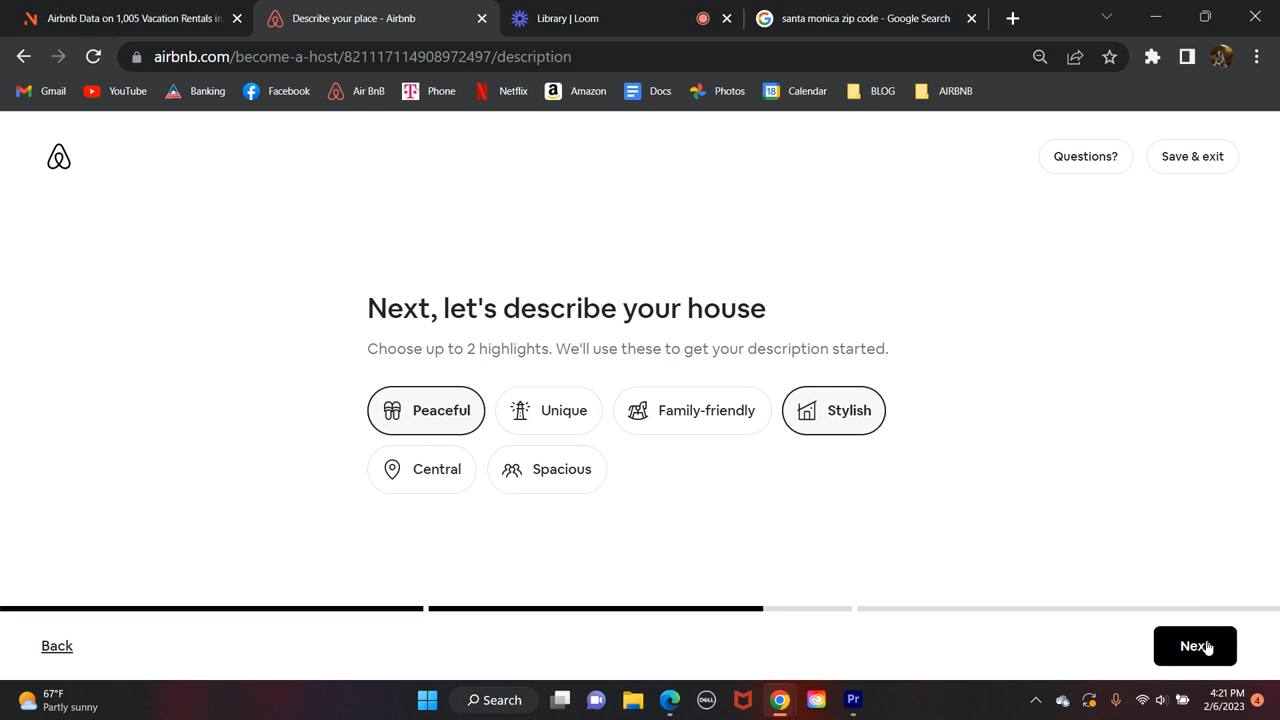 Airbnb Data on 1,005 Vacation Rentals in
Describe your place - Airbnb
Library | Loom
santa monica zip code - Google Search
airbnb.com/become-a-host/821117114908972497/description
Gmail
YouTube
Banking
Facebook
Air BnB
Phone
Netflix
Amazon
Docs
Photos
18
Calendar
BLOG
AIRBNB
Questions?
Save & exit
Next, let's describe your house
Choose up to 2 highlights. We'll use these to get your description started.
Peaceful
Unique
Family-friendly
Stylish
Central
Spacious
Back
Next
67°F
Partly sunny
Search
DELL
Pr
4:21 PM
2/6/2023
4